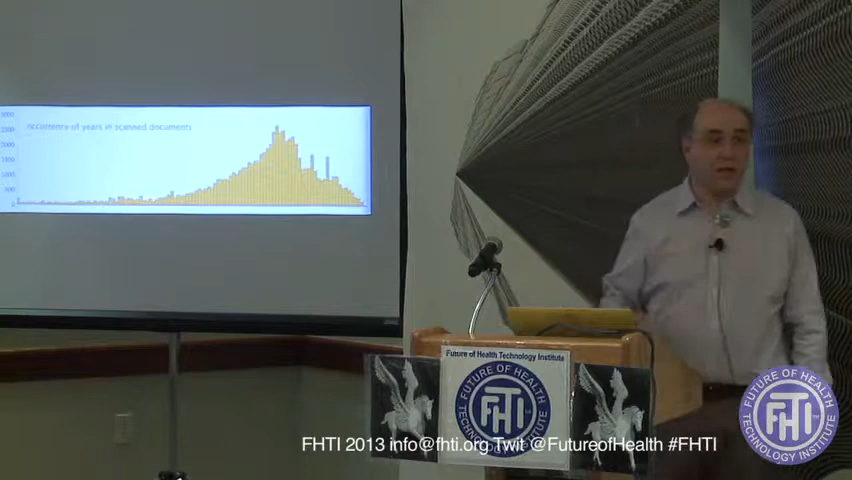 occurrence of years in scanned documents
3000
2500
2000
1500
1000
500
0
Future of Health Technology Institute
FUTURE OF HEALTH
FHTI
TECHNOLOGY INSTITUTE
FHTI 2013 info@fhti.org Twit @FutureofHealth #FHTI
FUTURE OF HEALTH
FHTI
TECHNOLOGY INSTITUTE